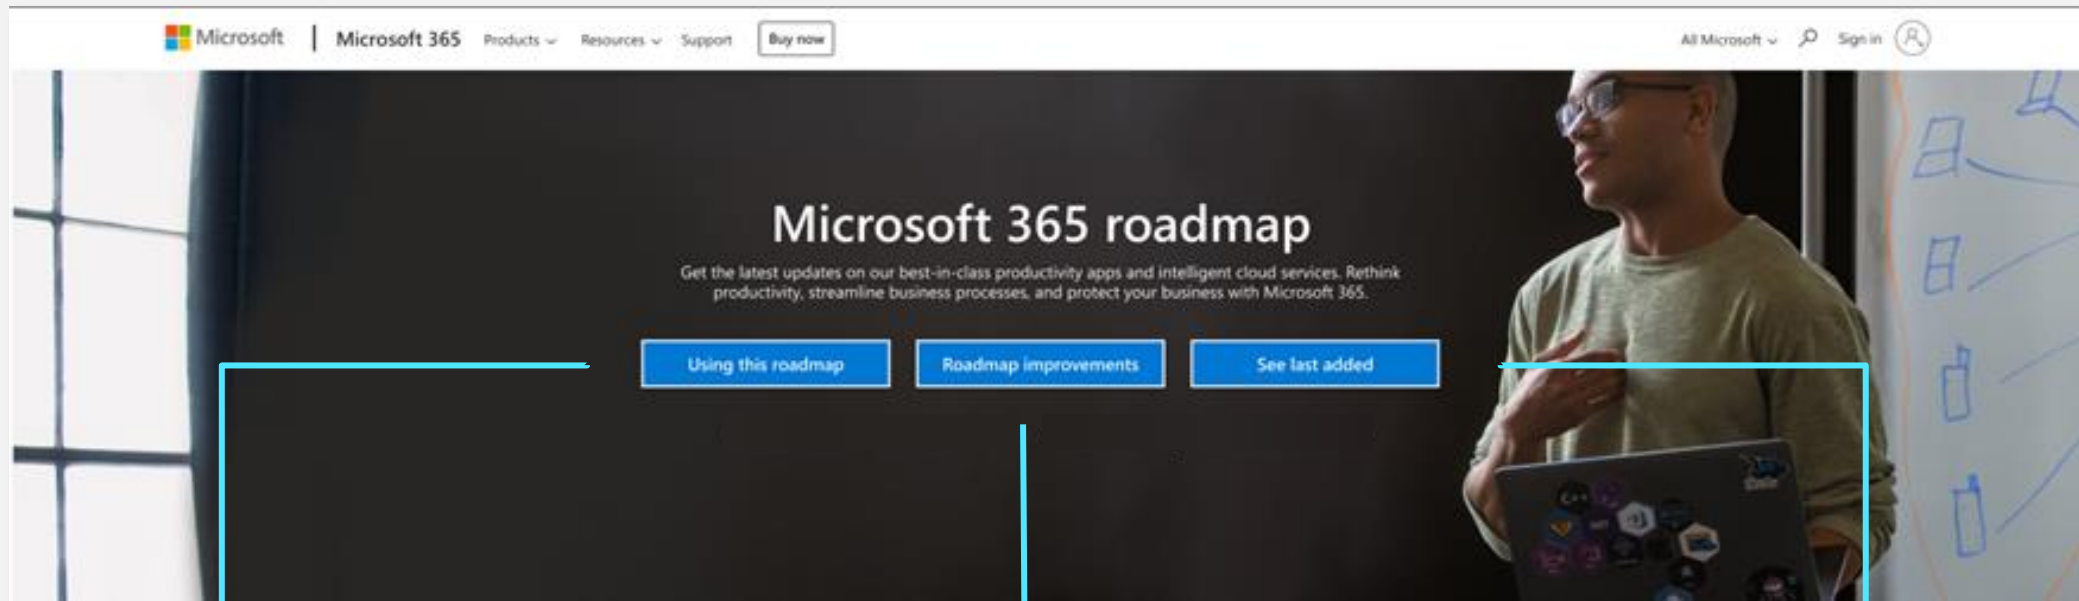 Microsoft | Microsoft 365 Products Resources Support Buy now All Microsoft Sign in
Microsoft 365 roadmap
Get the latest updates on our best-in-class productivity apps and intelligent cloud services. Rethink
productivity, streamline business processes, and protect your business with Microsoft 365.
Using this roadmap Roadmap improvements See last added
C++